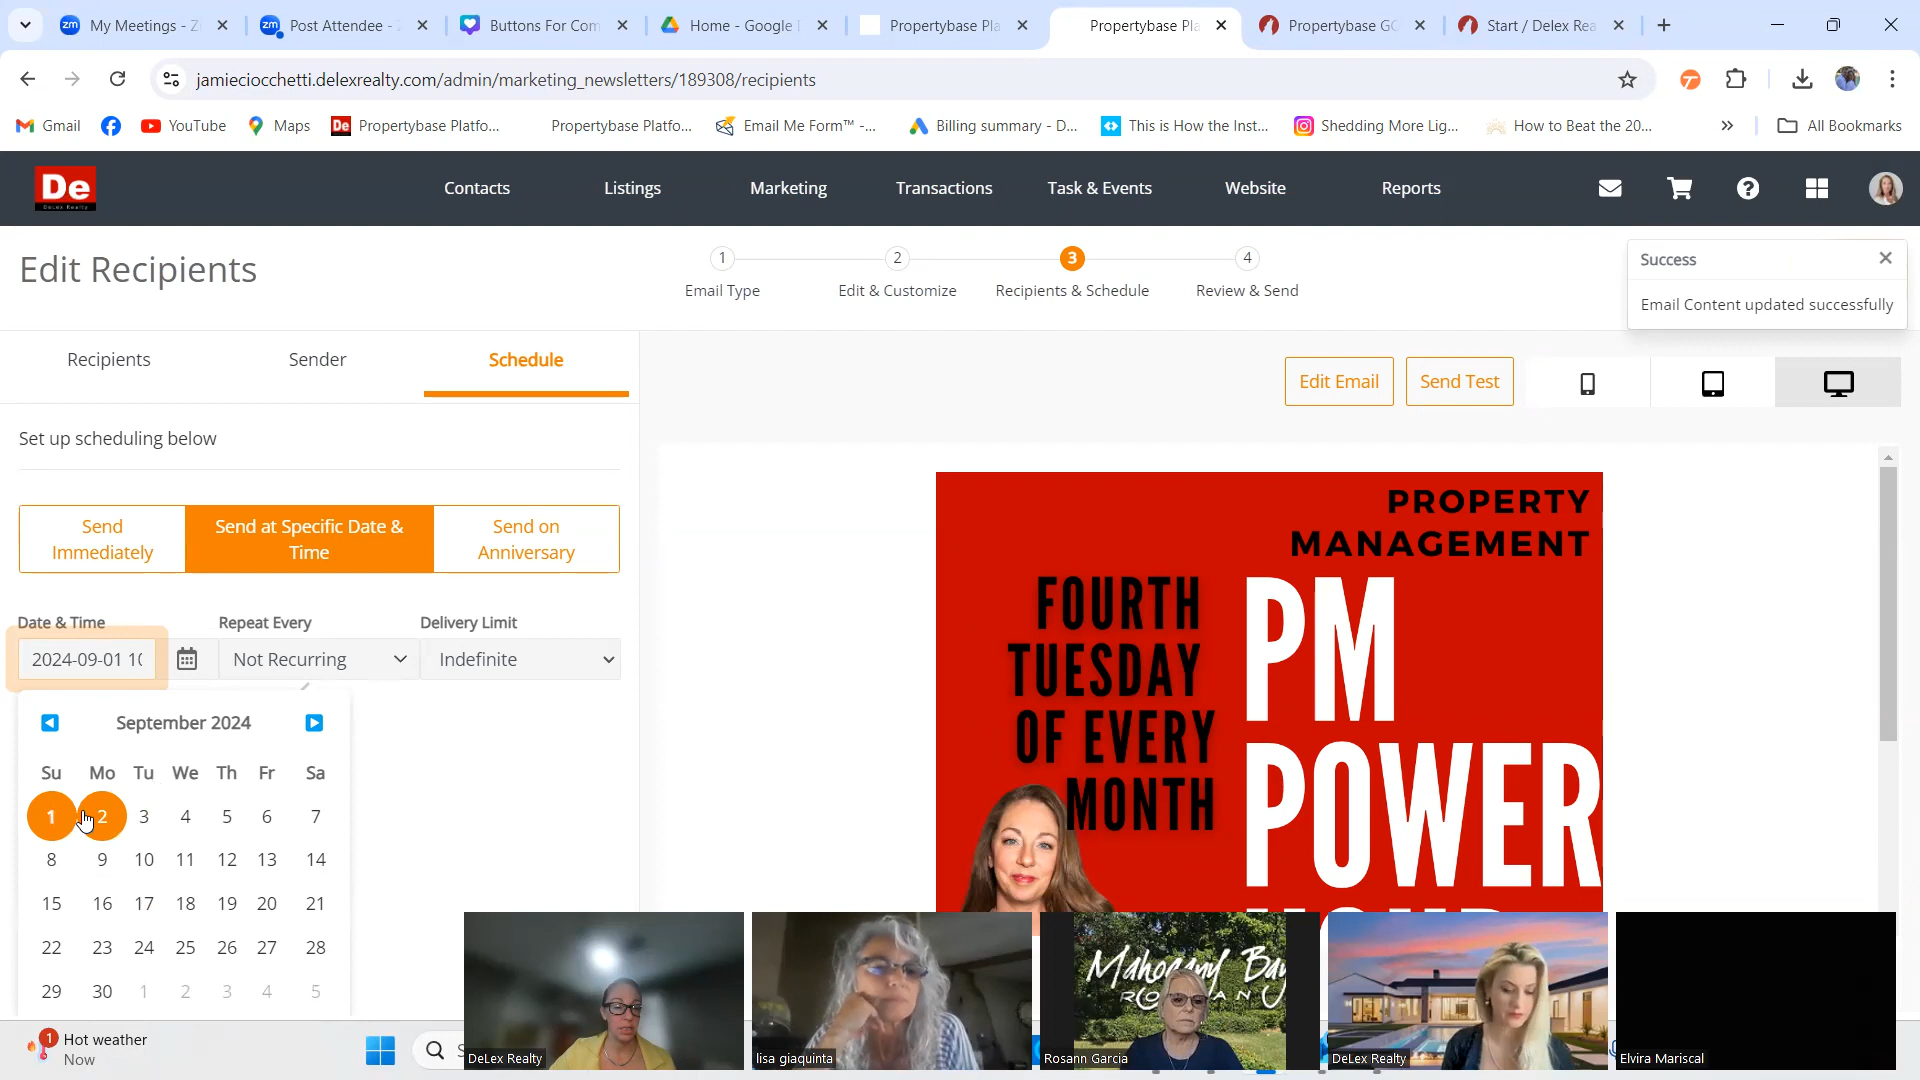 My Meetings - Z
Post Attendee - Z
Buttons For Com
Home - Google
Propertybase Pla
Propertybase Pla
Propertybase GO
Start / Delex Rea
jamieciocchetti.delexrealty.com/admin/marketing_newsletters/189308/recipients
Gmail
YouTube
Maps
Propertybase Platfo...
Propertybase Platfo...
Email Me Form™ -...
Billing summary - D...
This is How the Inst...
Shedding More Lig...
How to Beat the 20...
All Bookmarks
De
DeLex Realty
Contacts
Listings
Marketing
Transactions
Task & Events
Website
Reports
Edit Recipients
1
2
3
4
Email Type
Edit & Customize
Recipients & Schedule
Review & Send
Success
Email Content updated successfully
Recipients
Sender
Schedule
Edit Email
Send Test
Set up scheduling below
Send
Immediately
Send at Specific Date &
Time
Send on
Anniversary
Date & Time
Repeat Every
Delivery Limit
2024-09-01 10
Not Recurring
Indefinite
September 2024
Su Mo Tu We Th Fr Sa
1 2 3 4 5 6 7
8 9 10 11 12 13 14
15 16 17 18 19 20 21
22 23 24 25 26 27 28
29 30 1 2 3 4 5
PROPERTY
MANAGEMENT
FOURTH
TUESDAY
OF EVERY
MONTH
PM
POWER
Mahogany Bay
ROATAN
1
Hot weather
Now
DeLex Realty
lisa giaquinta
Rosann Garcia
DeLex Realty
Elvira Mariscal